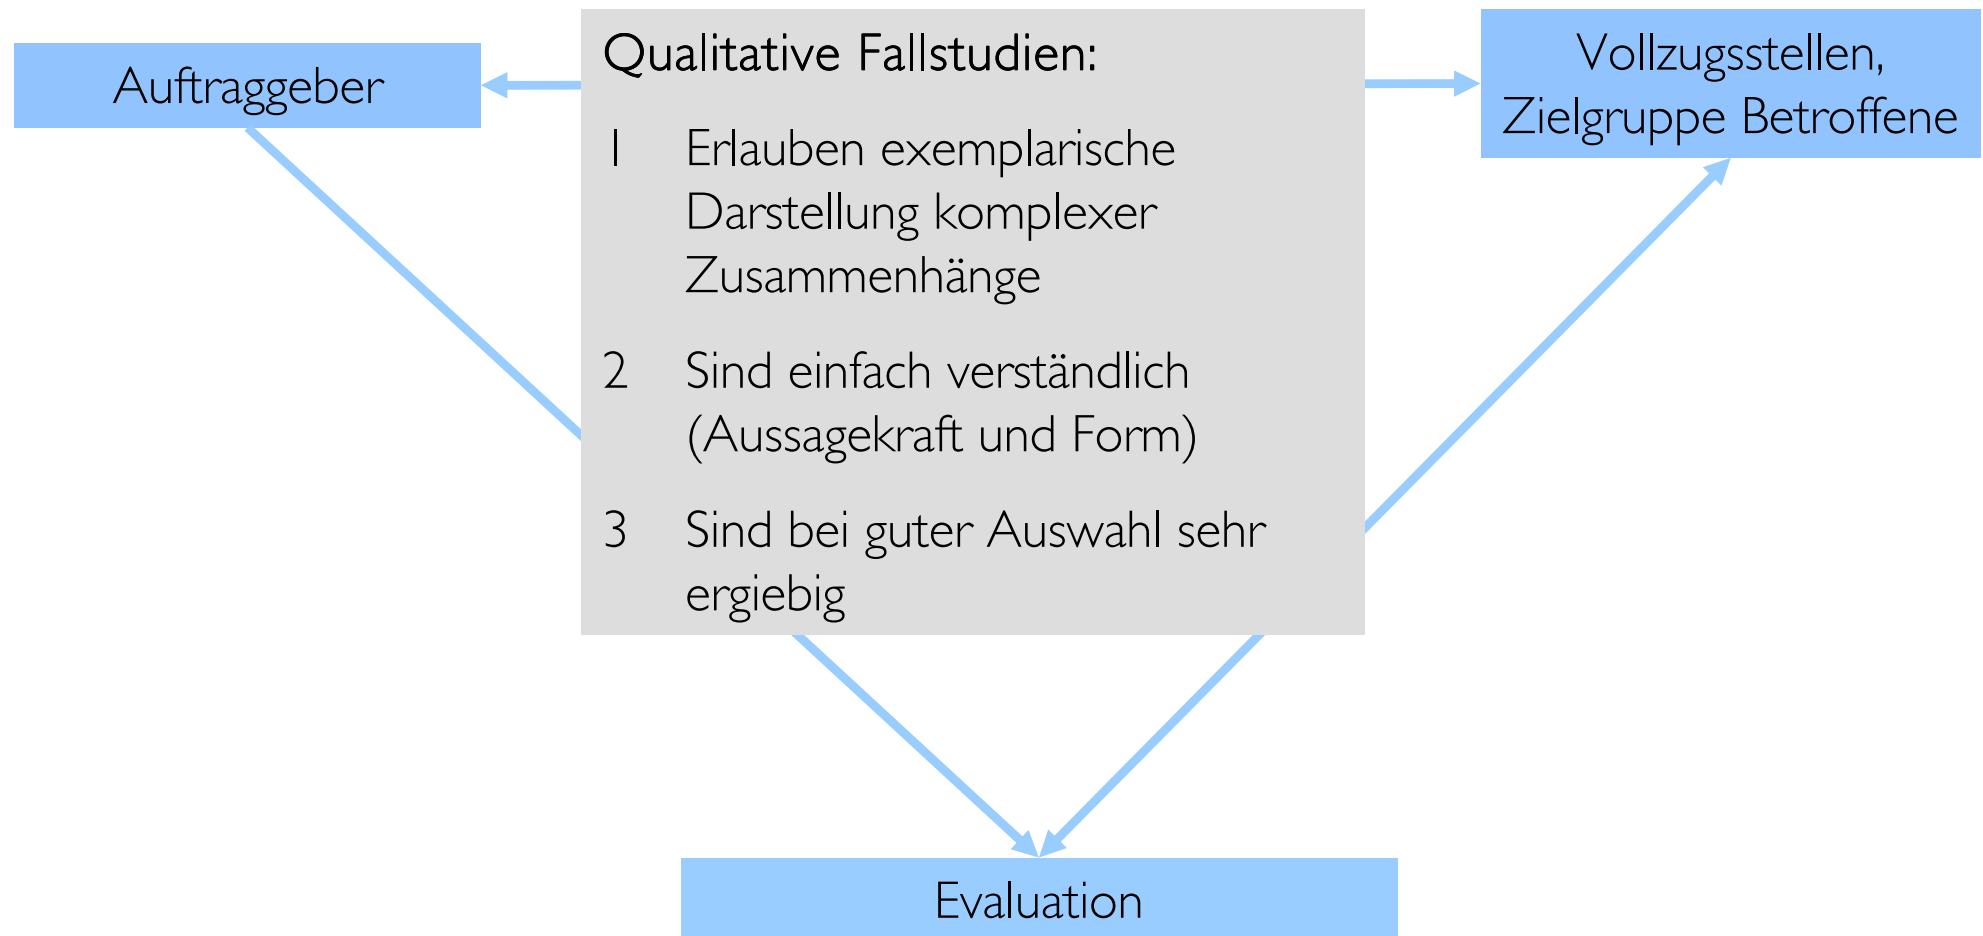 Auftraggeber
Qualitative Fallstudien:
1 Erlauben exemplarische
Darstellung komplexer
Zusammenhänge
2 Sind einfach verständlich
(Aussagekraft und Form)
3 Sind bei guter Auswahl sehr
ergiebig
Vollzugsstellen,
Zielgruppe Betroffene
Evaluation